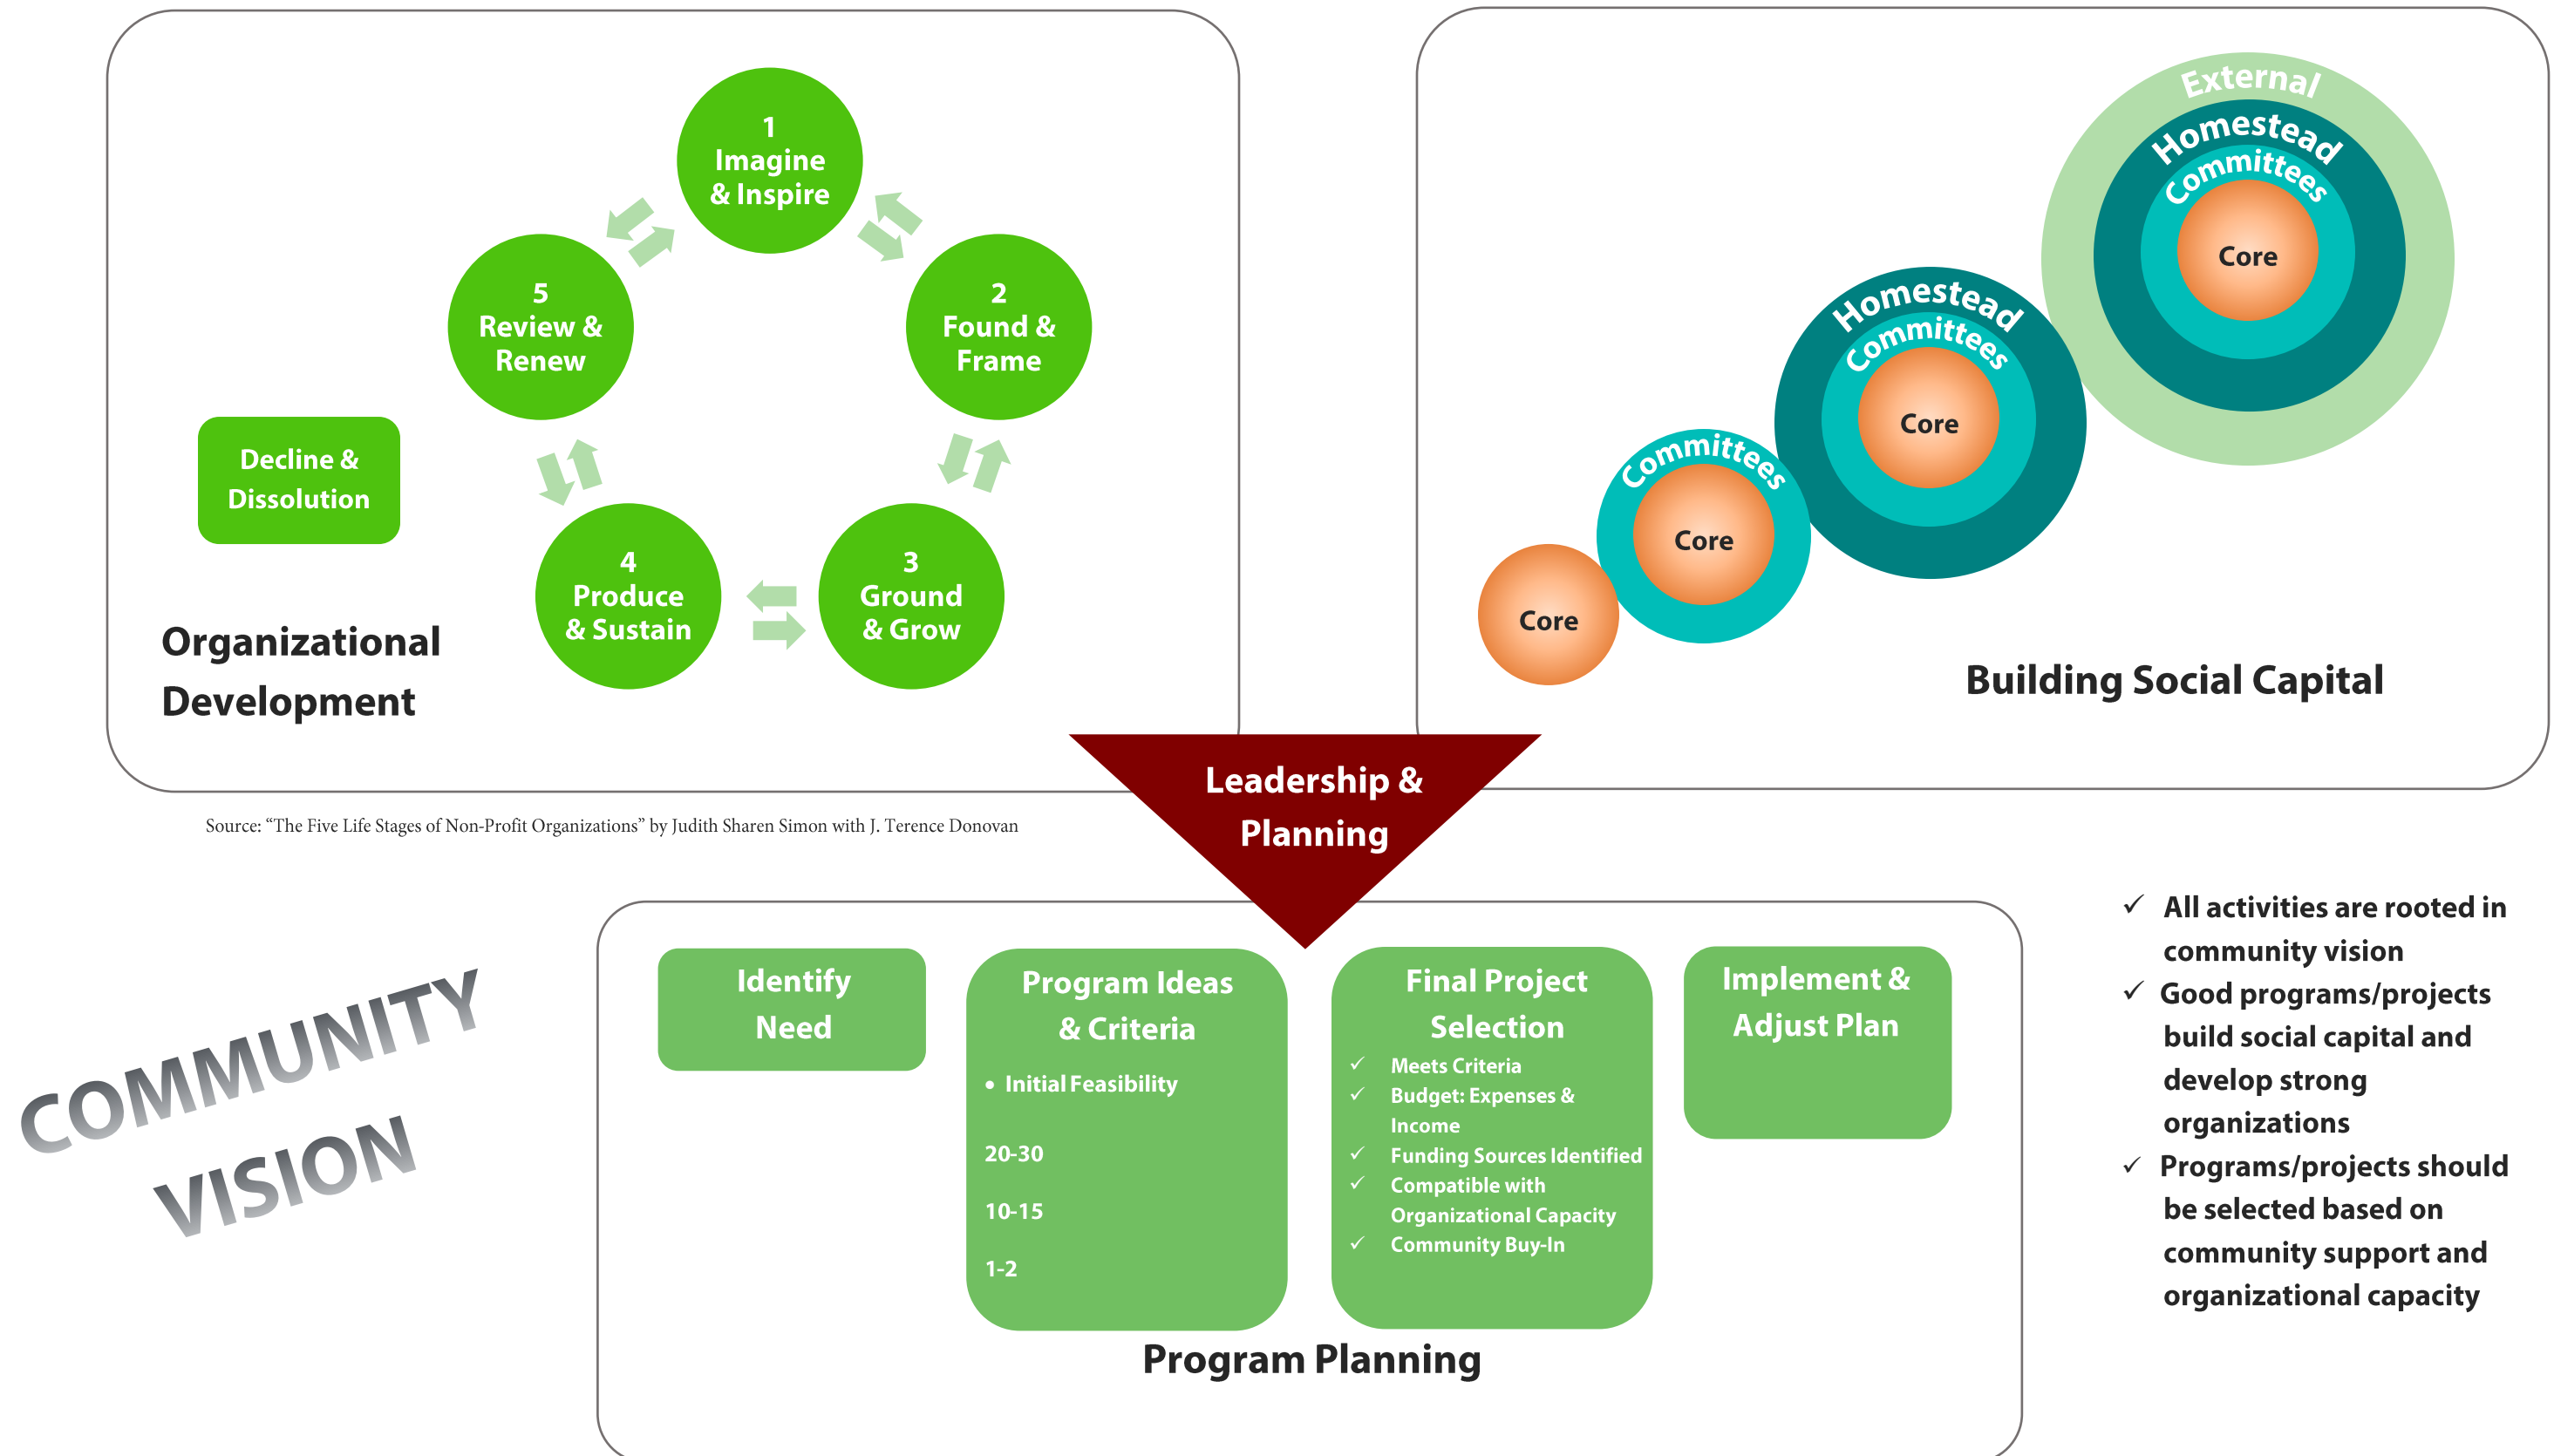 1
Imagine
& Inspire
5
Review &
Renew
2
Found &
Frame
Decline &
Dissolution
4
Produce
& Sustain
3
Ground
& Grow
Organizational
Development
External
Homestead
Committees
Core
Homestead
Committees
Core
Committees
Core
Core
Building Social Capital
Leadership &
Planning
Source: “The Five Life Stages of Non-Profit Organizations” by Judith Sharen Simon with J. Terence Donovan
COMMUNITY
VISION
Identify
Need
Program Ideas
& Criteria
• Initial Feasibility
20-30
10-15
1-2
Final Project
Selection
✓ Meets Criteria
✓ Budget: Expenses &
Income
✓ Funding Sources Identified
✓ Compatible with
Organizational Capacity
✓ Community Buy-In
Implement &
Adjust Plan
Program Planning
✓ All activities are rooted in
community vision
✓ Good programs/projects
build social capital and
develop strong
organizations
✓ Programs/projects should
be selected based on
community support and
organizational capacity